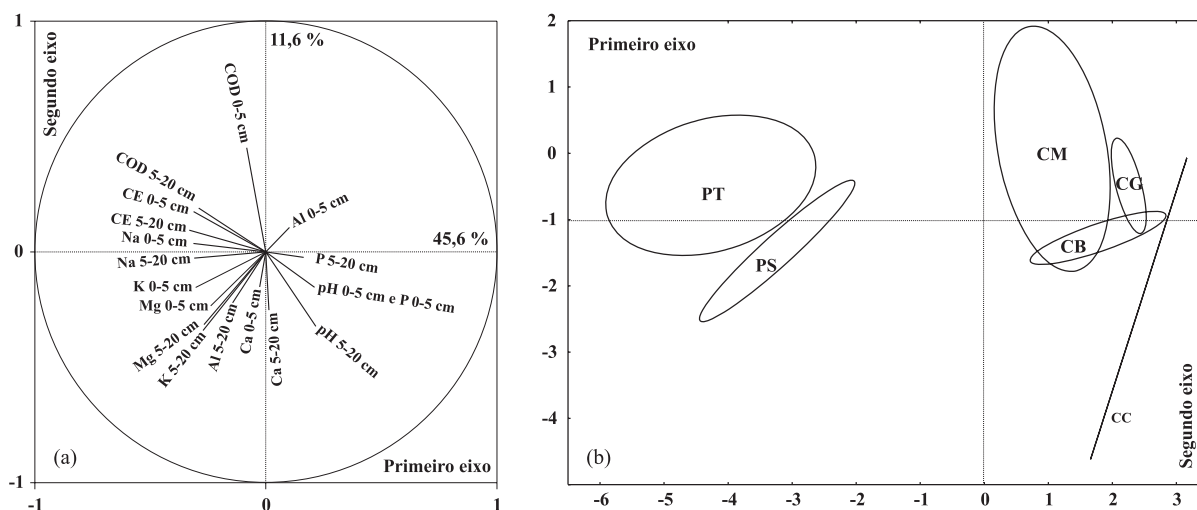 1
11,6 %
Segundo eixo
COD 0-5 cm
COD 5-20 cm
CE 0-5 cm
CE 5-20 cm
Na 0-5 cm
Al 0-5 cm
45,6 %
0
Na 5-20 cm
P 5-20 cm
K 0-5 cm
pH 0-5 cm e P 0-5 cm
Mg 0-5 cm
Mg 5-20 cm
K 5-20 cm
Al 5-20 cm
Ca 0-5 cm
Ca 5-20 cm
pH 5-20 cm
(a)
Primeiro eixo
-1
-1
0
1
2
Primeiro eixo
1
0
-1
-2
-3
-4
PT
PS
CM
CG
CB
CC
Segundo eixo
(b)
-6
-5
-4
-3
-2
-1
0
1
2
3